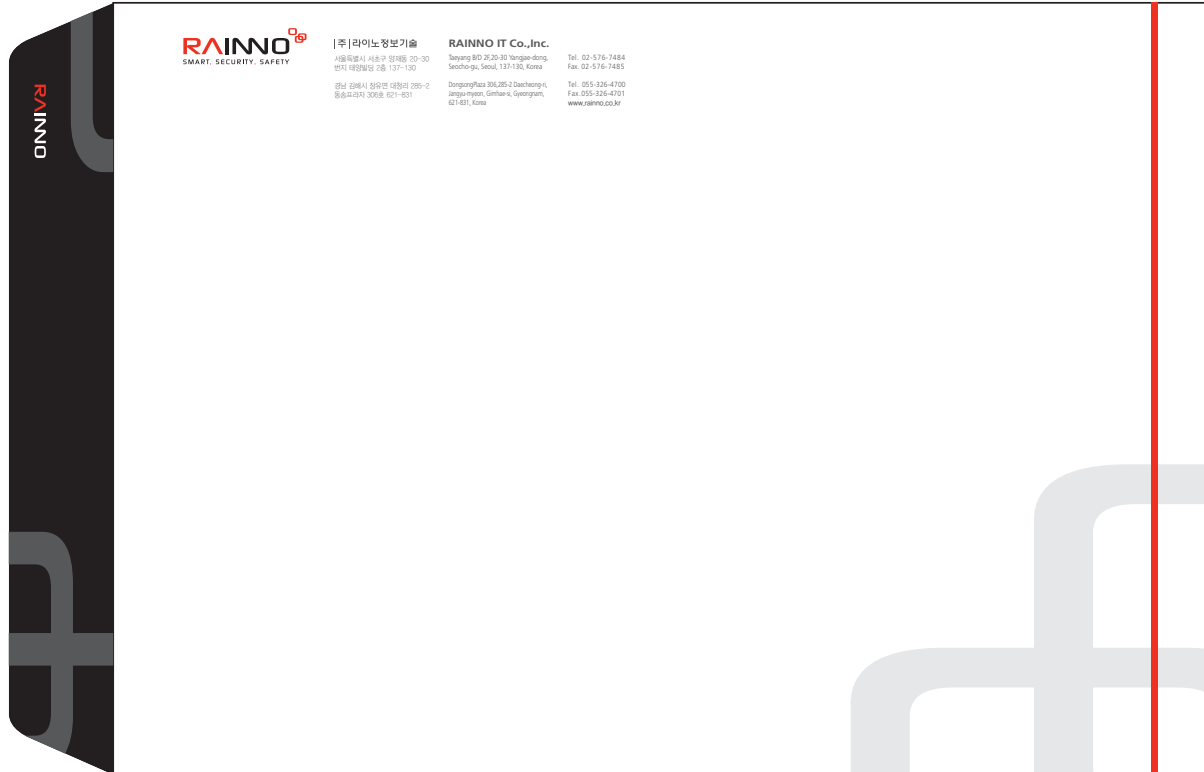 RAINNO
RAINNO
SMART. SECURITY. SAFETY
|주|라이노정보기술
서울특별시 서초구 양재동 20-30
번지 태양빌딩 2층 137-130
경남 김해시 장유면 대청리 285-2
동송프라자 306호 621-831
RAINNO IT Co.,Inc.
Taeyang B/D 2F,20-30 Yangjae-dong,
Seocho-gu, Seoul, 137-130, Korea
DongsongPlaza 306,285-2 Daecheong-ri,
Jangyu-myeon, Gimhae-si, Gyeongnam,
621-831, Korea
Tel. 02-576-7484
Fax. 02-576-7485
Tel. 055-326-4700
Fax.055-326-4701
www.rainno.co.kr